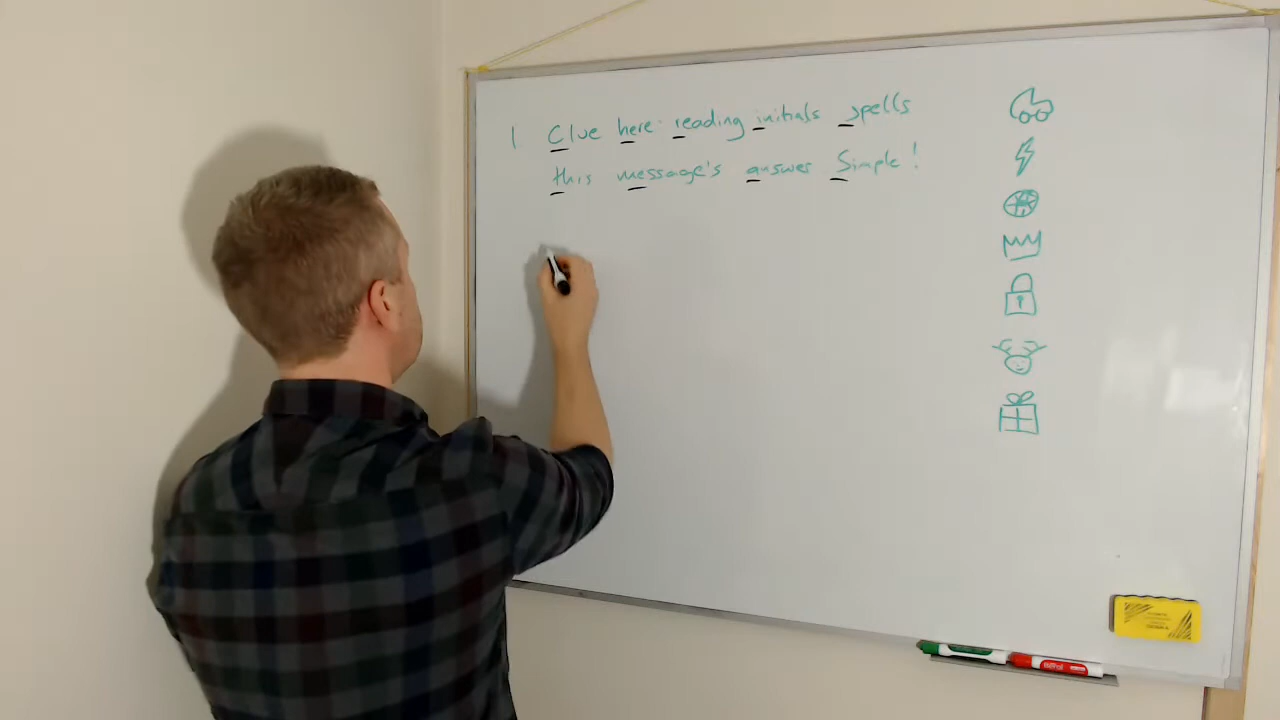 1 Clue here: reading initials spells
this message's answer Simple!